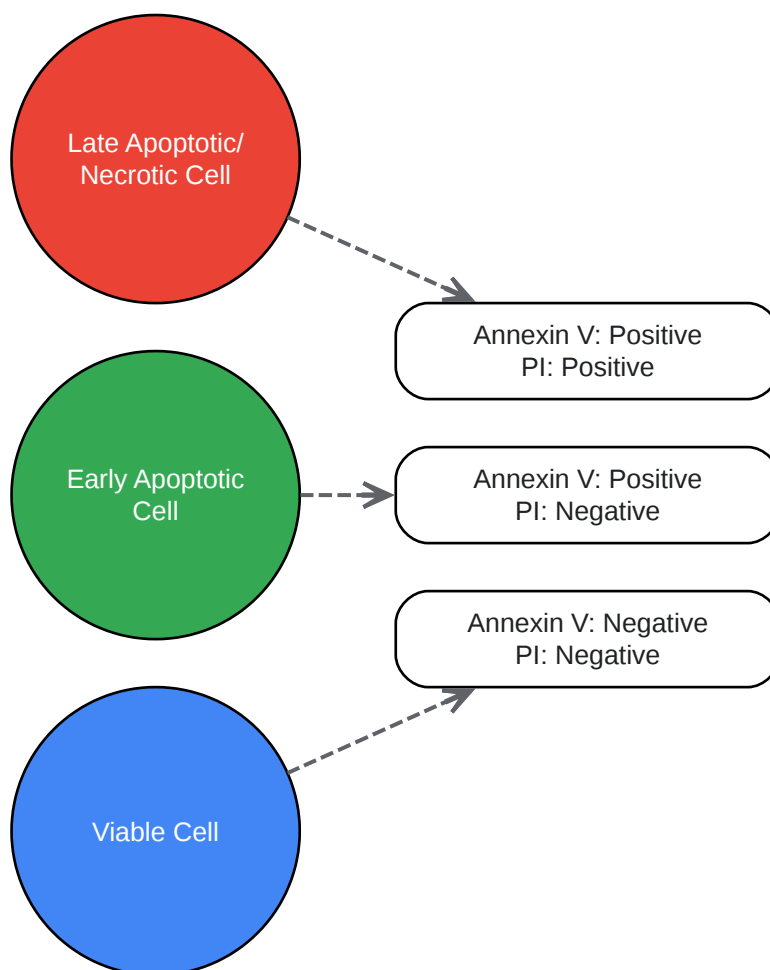 Late Apoptotic/
Necrotic Cell
Annexin V: Positive
PI: Positive
Early Apoptotic
Cell
Annexin V: Positive
PI: Negative
Annexin V: Negative
PI: Negative
Viable Cell